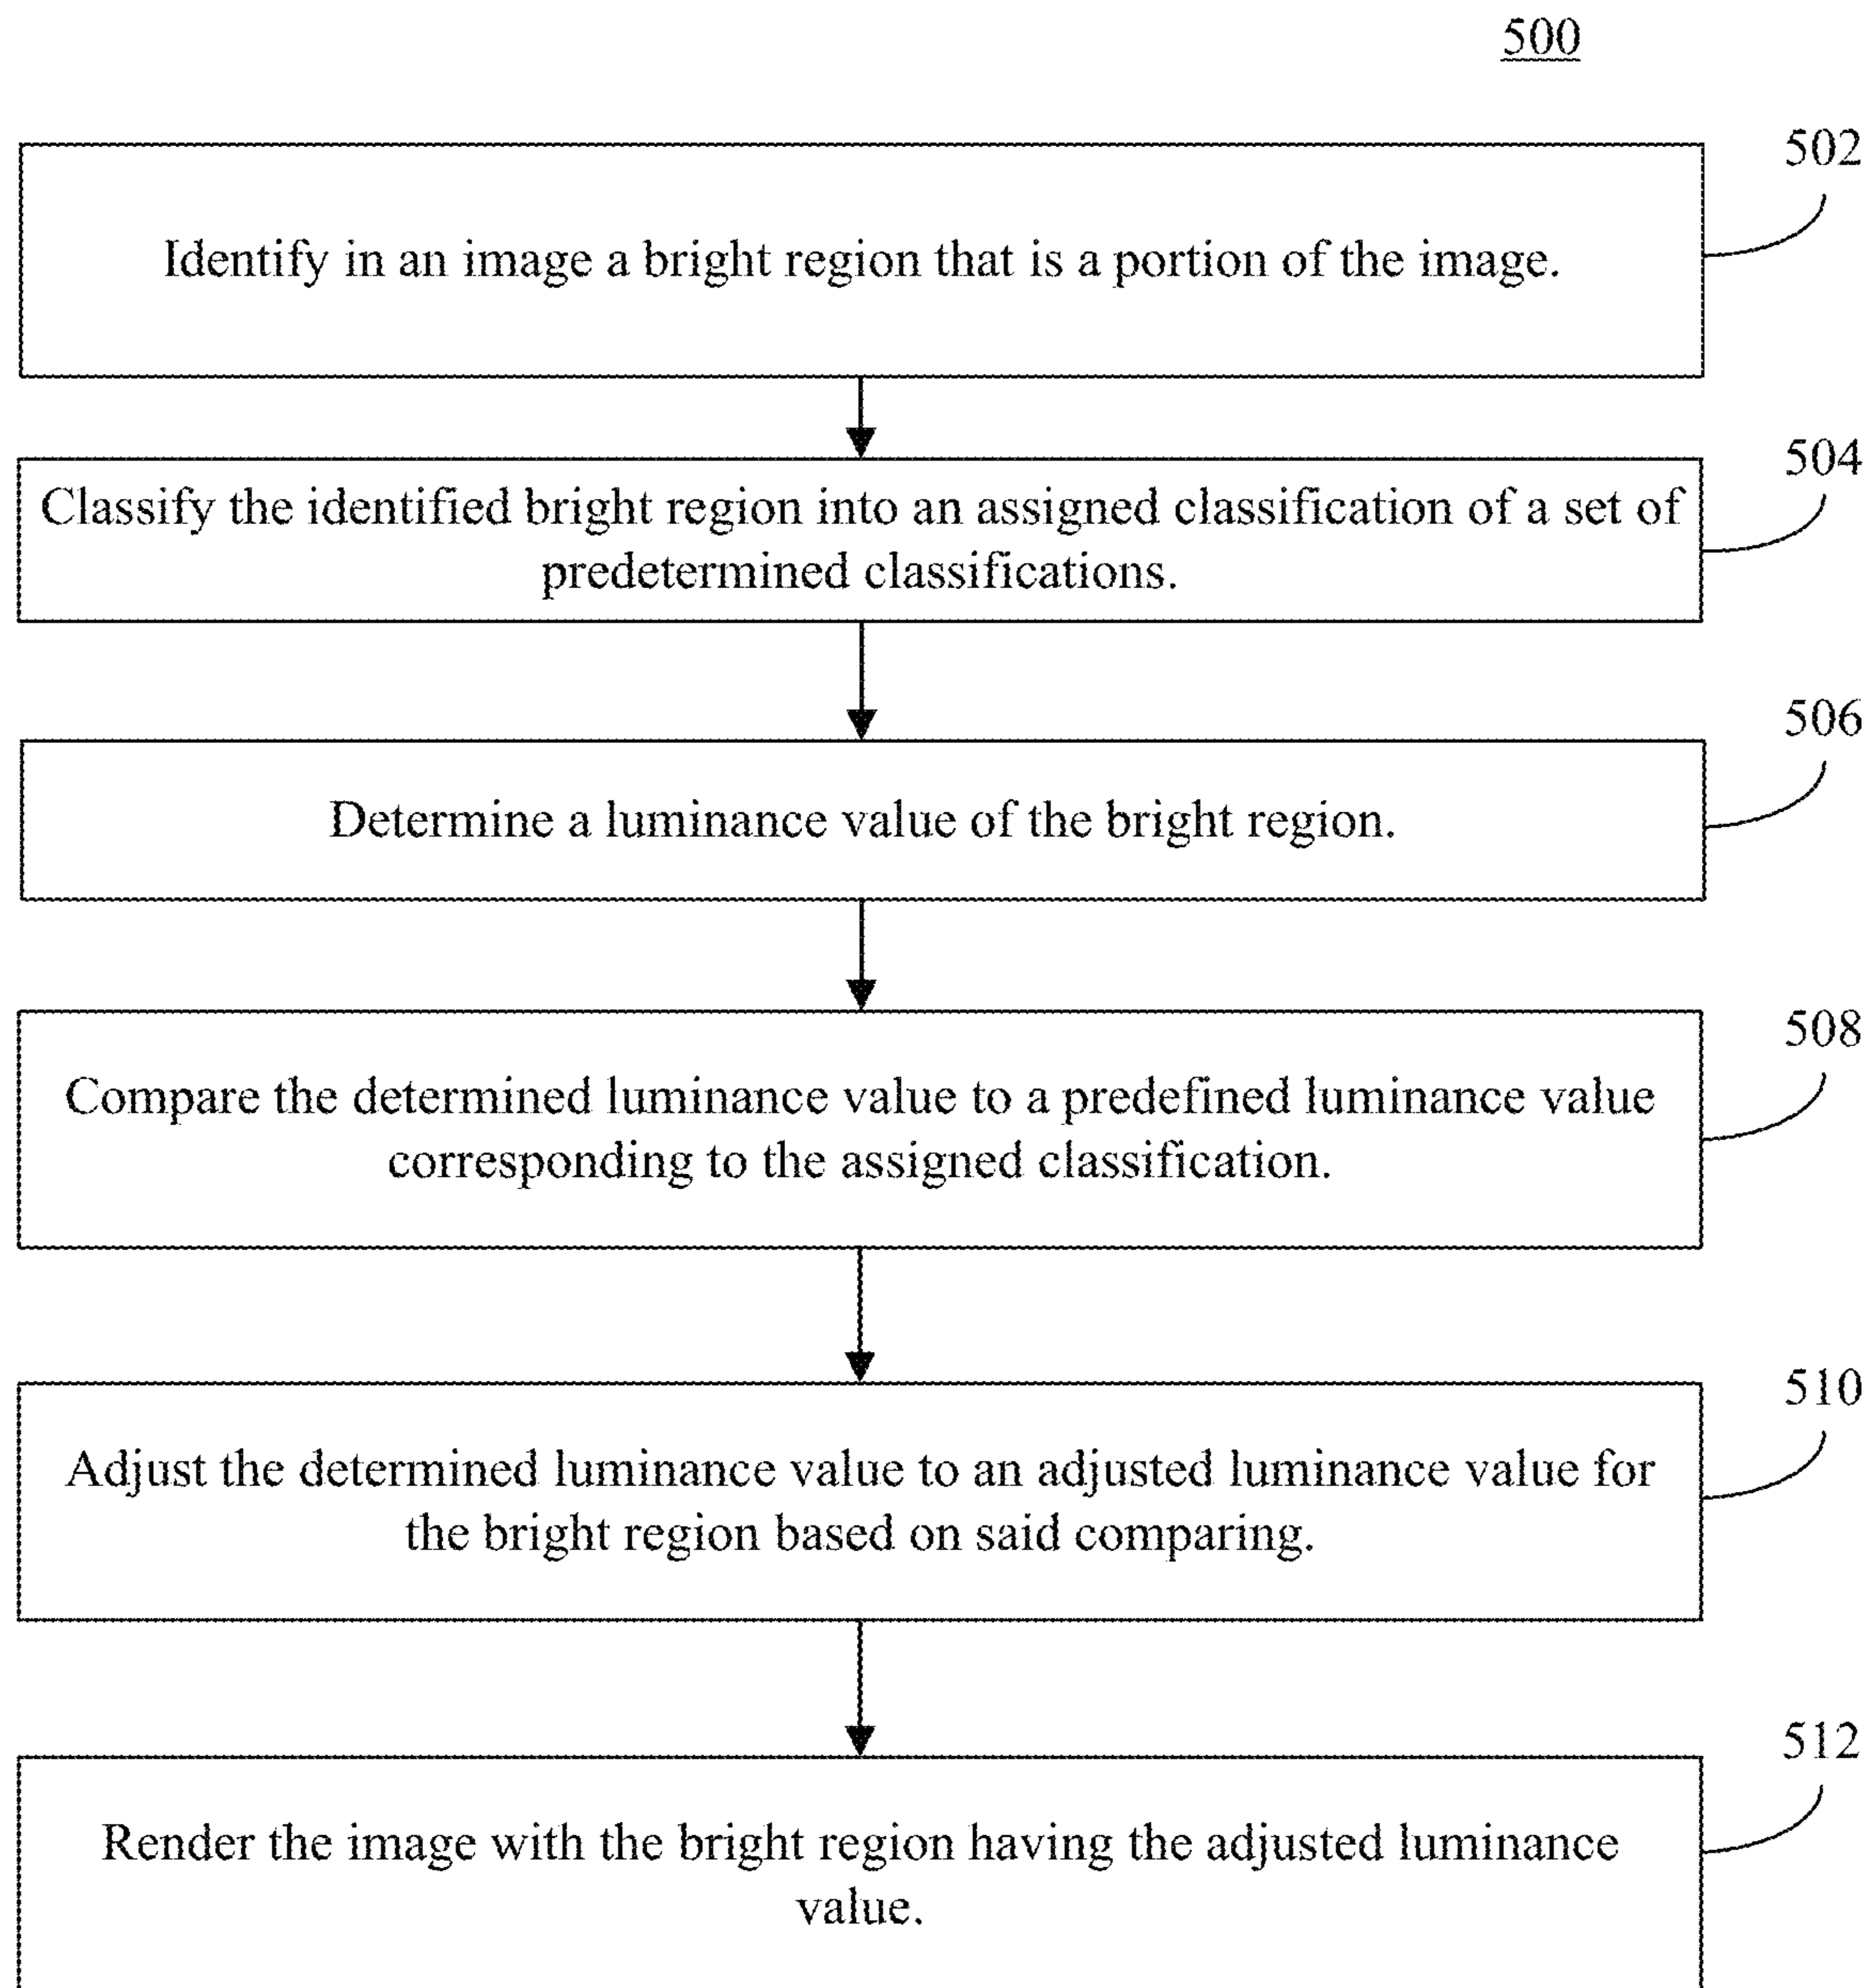 500
502
Identify in an image a bright region that is a portion of the image.
504
Classify the identified bright region into an assigned classification of a set of
predetermined classifications.
506
Determine a luminance value of the bright region.
508
Compare the determined luminance value to a predefined luminance value
corresponding to the assigned classification.
510
Adjust the determined luminance value to an adjusted luminance value for
the bright region based on said comparing.
512
Render the image with the bright region having the adjusted luminance
value.